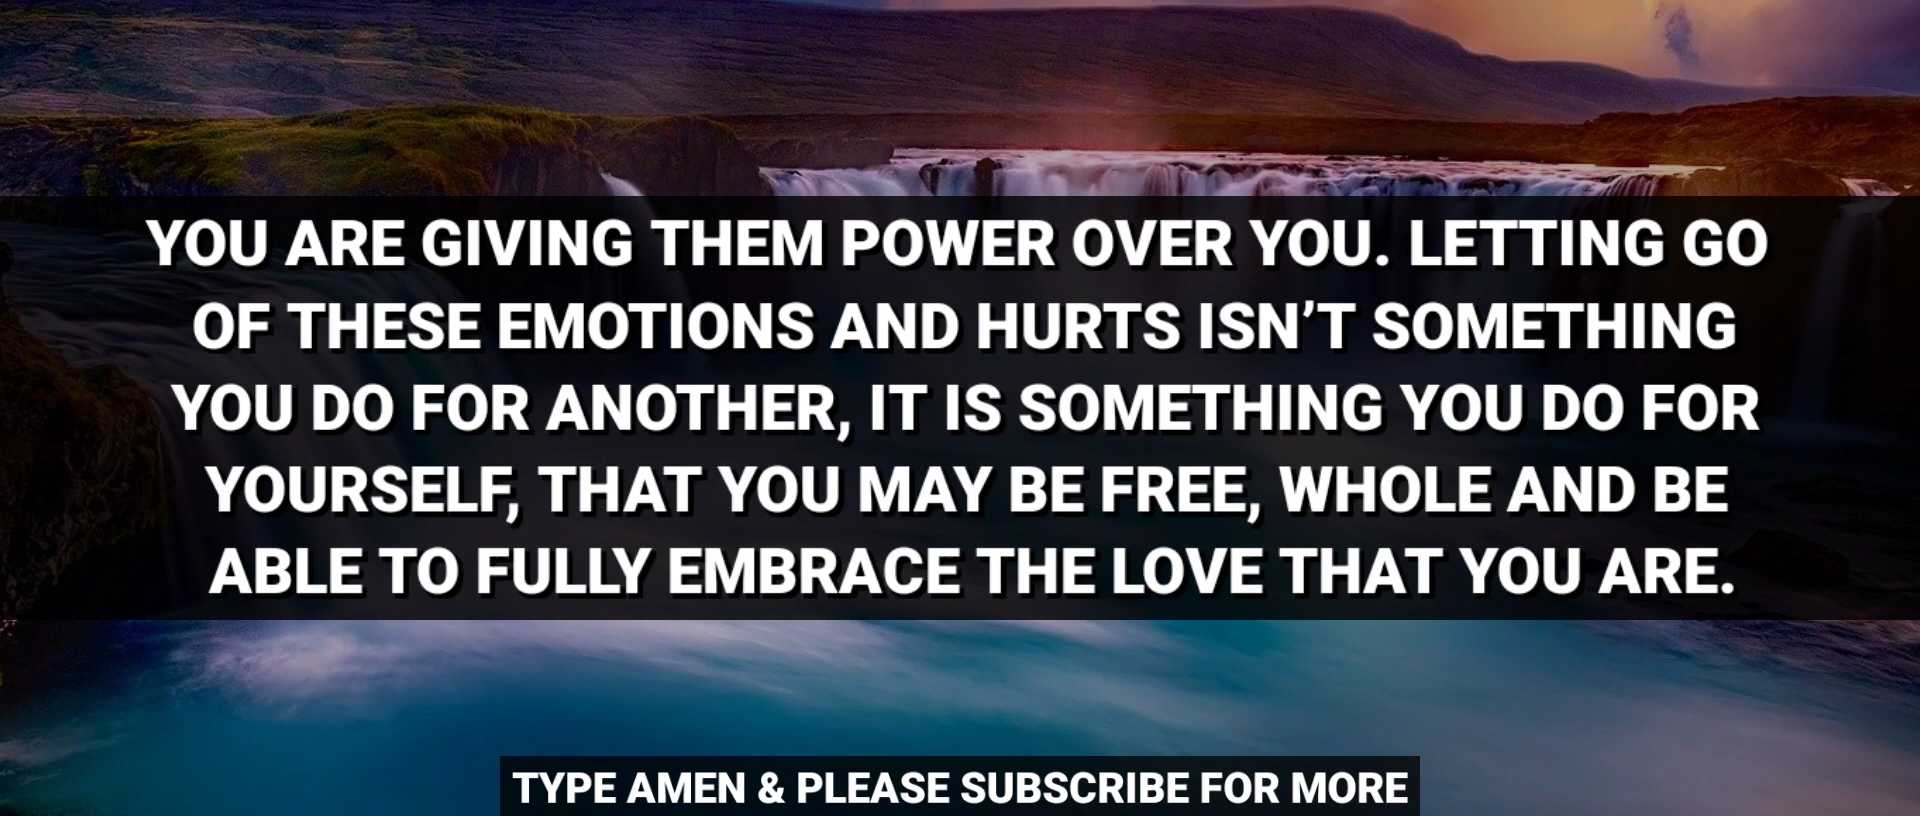 YOU ARE GIVING THEM POWER OVER YOU. LETTING GO
OF THESE EMOTIONS AND HURTS ISN’T SOMETHING
YOU DO FOR ANOTHER, IT IS SOMETHING YOU DO FOR
YOURSELF, THAT YOU MAY BE FREE, WHOLE AND BE
ABLE TO FULLY EMBRACE THE LOVE THAT YOU ARE.
TYPE AMEN & PLEASE SUBSCRIBE FOR MORE